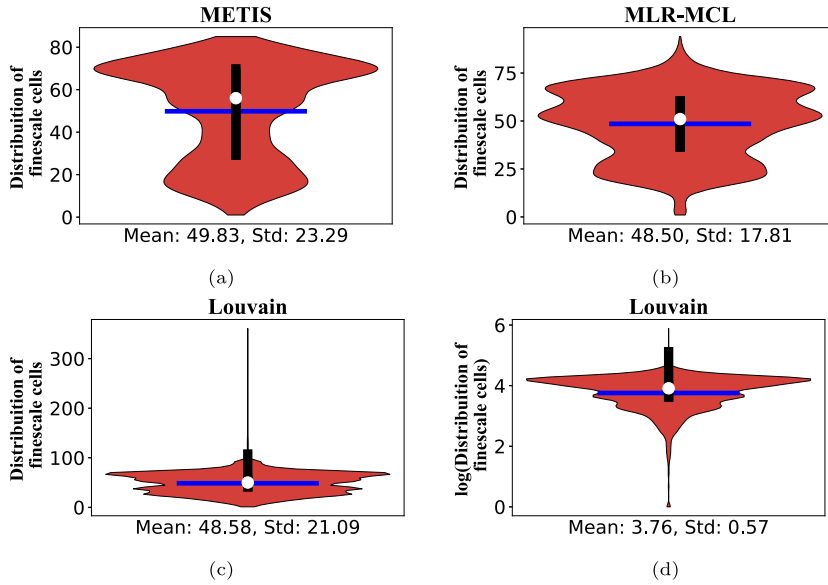 METIS
Distribuition of
finescale cells
80
60
40
20
0
Mean: 49.83, Std: 23.29
(a)
MLR-MCL
Distribuition of
finescale cells
75
50
25
0
Mean: 48.50, Std: 17.81
(b)
Louvain
Distribuition of
finescale cells
300
200
100
0
Mean: 48.58, Std: 21.09
(c)
Louvain
log(Distribuition of
finescale cells)
6
4
2
0
Mean: 3.76, Std: 0.57
(d)